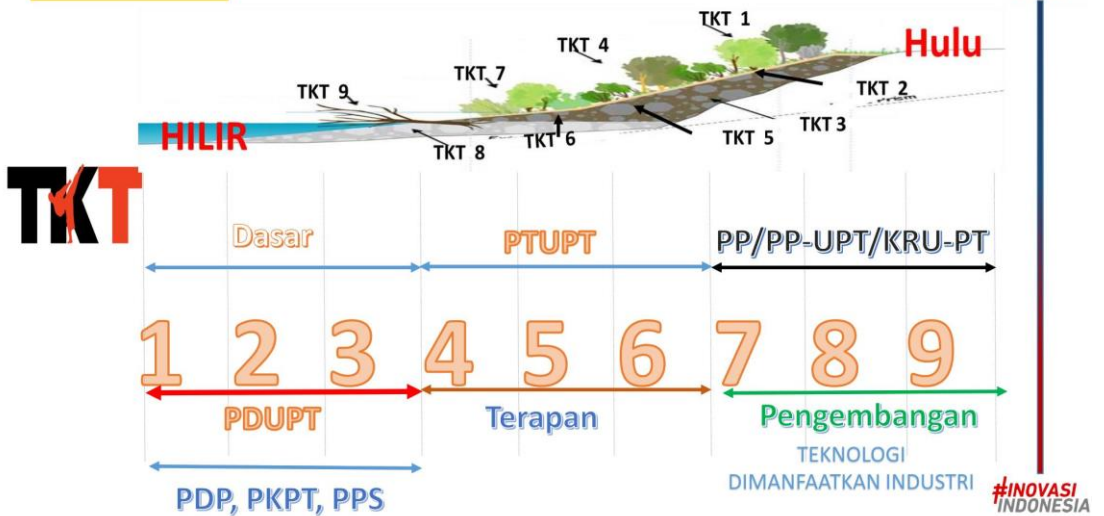 TKT 1
Hulu
TKT 4
TKT 7
TKT 2
TKT 9
TKT 3
HILIR
TKT 6
TKT 5
TKT 8
TKT
Dasar
PTUPT
PP/PP-UPT/KRU-PT
1 2 3 4 5 6 7 8 9
PDUPT
Terapan
Pengembangan
TEKNOLOGI
DIMANFAATKAN INDUSTRI
PDP, PKPT, PPS
#INOVASI
INDONESIA